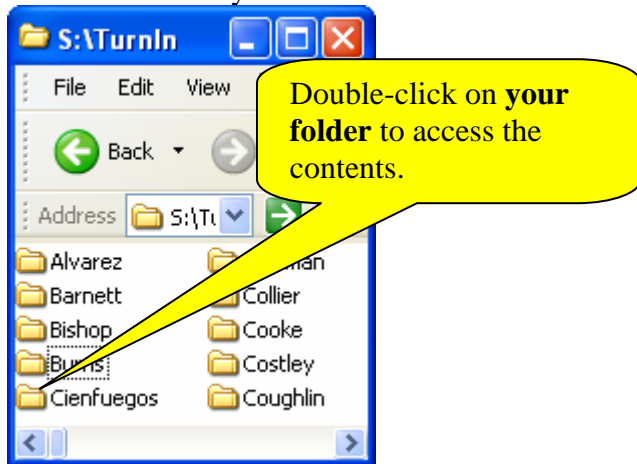 S:\TurnIn
File Edit View
Double-click on your
folder to access the
contents.
Back
Address S:\Tu
Alvarez
Barnett Collier
Bishop Cooke
Burns Costley
Cienfuegos Coughlin